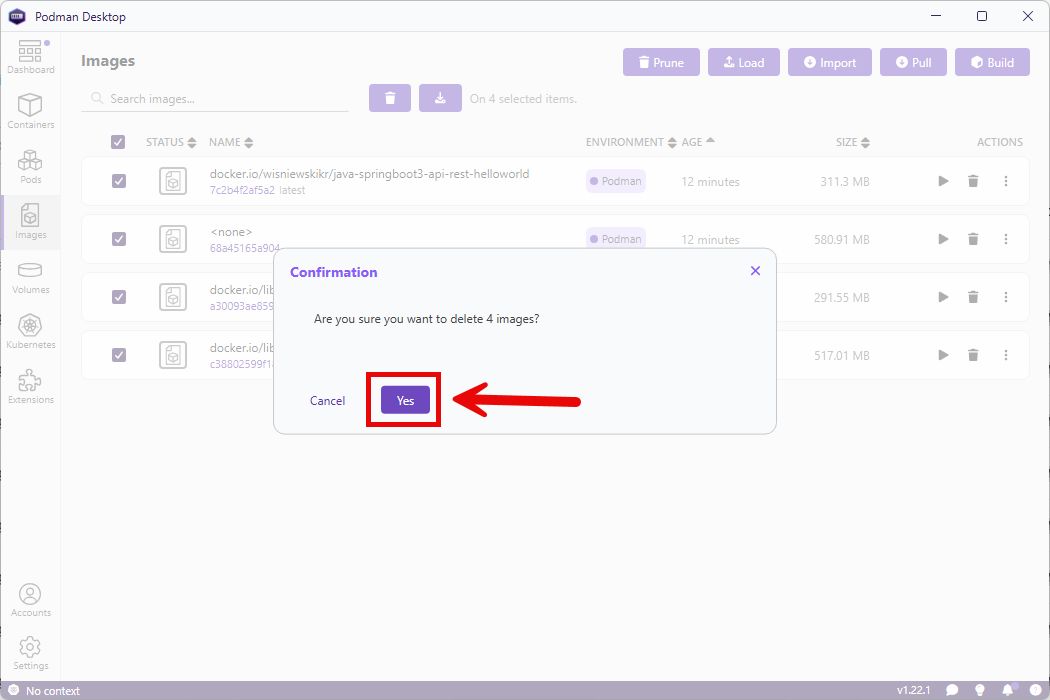 Podman Desktop
Dashboard
Containers
Pods
Images
Volumes
Kubernetes
Extensions
Accounts
Settings
Images
Prune
Load
Import
Pull
Build
Search images...
On 4 selected items.
STATUS NAME ENVIRONMENT AGE SIZE ACTIONS
docker.io/wisniewskikr/java-springboot3-api-rest-helloworld
7c2b4f2af5a2 latest
Podman
12 minutes
311.3 MB
<none>
68a45165a904
Podman
12 minutes
580.91 MB
docker.io/lib
a30093ae859
291.55 MB
docker.io/lib
c38802599f1
517.01 MB
Confirmation
Are you sure you want to delete 4 images?
Cancel
Yes
No context
v1.22.1